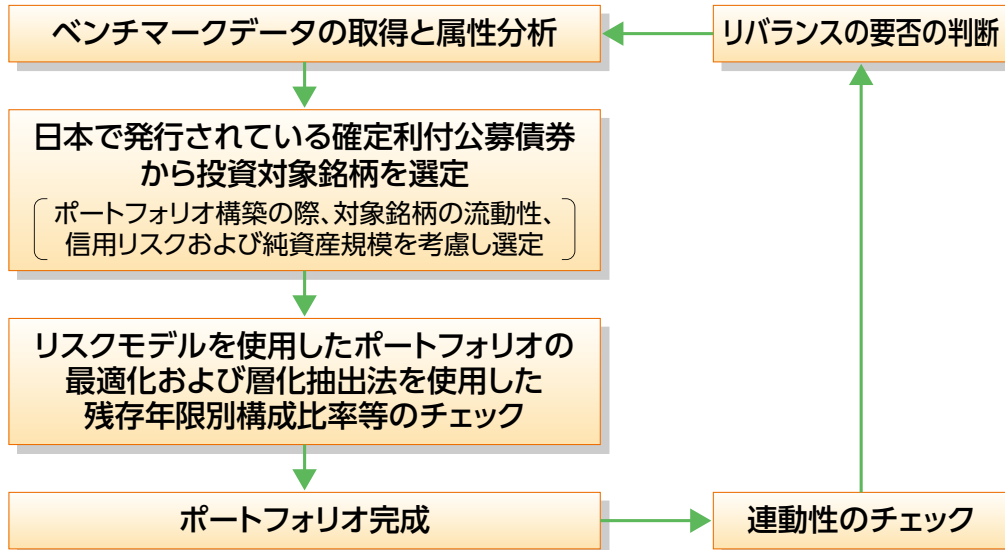 ベンチマークデータの取得と属性分析
リバランスの要否の判断
日本で発行されている確定利付公募債券
から投資対象銘柄を選定
ポートフォリオ構築の際、対象銘柄の流動性、
信用リスクおよび純資産規模を考慮し選定
リスクモデルを使用したポートフォリオの
最適化および層化抽出法を使用した
残存年限別構成比率等のチェック
ポートフォリオ完成
連動性のチェック